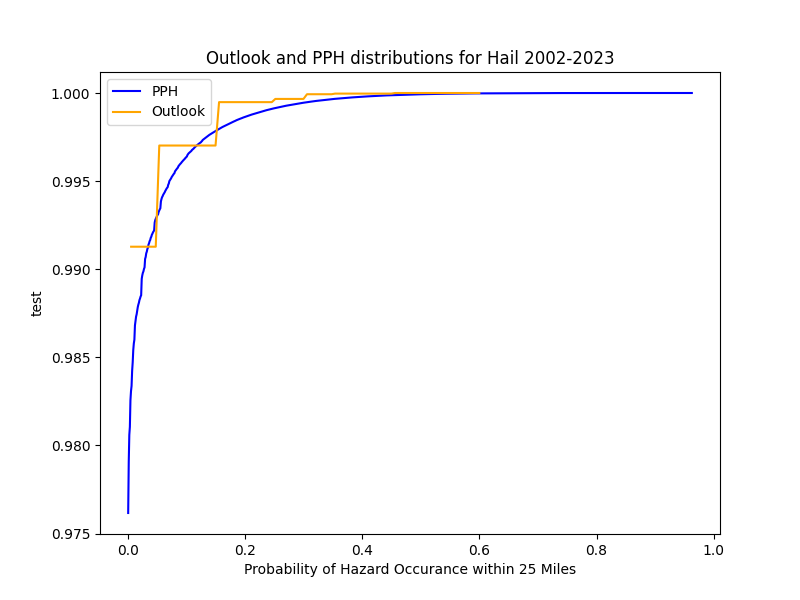 Outlook and PPH distributions for Hail 2002-2023
PPH
Outlook
1.000
0.995
0.990
0.985
0.980
0.975
test
0.0 0.2 0.4 0.6 0.8 1.0
Probability of Hazard Occurance within 25 Miles